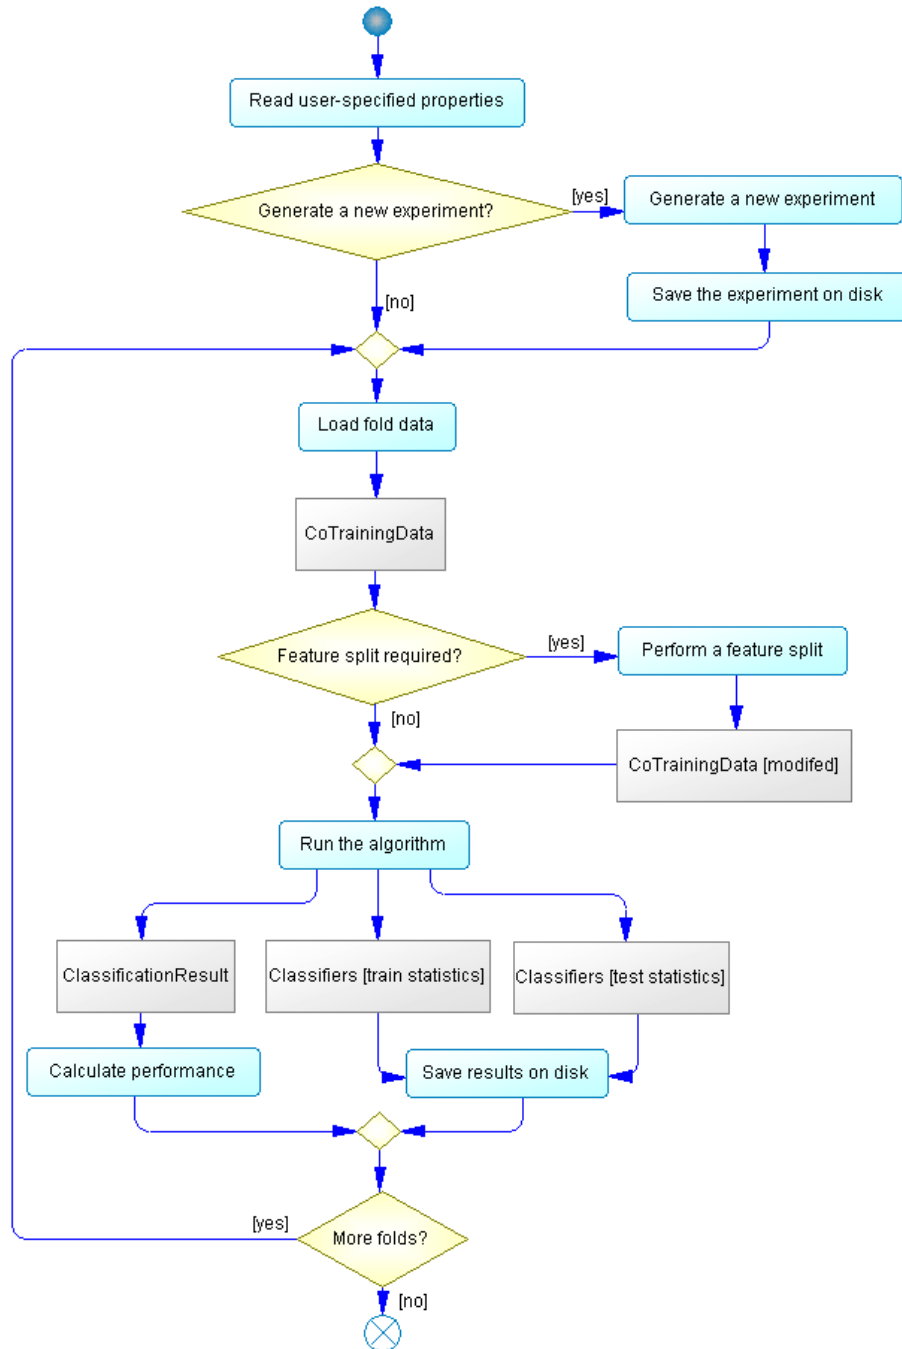 Read user-specified properties
Generate a new experiment?
[yes]
Generate a new experiment
Save the experiment on disk
[no]
Load fold data
CoTrainingData
Feature split required?
[yes]
Perform a feature split
[no]
CoTrainingData [modifed]
Run the algorithm
ClassificationResult
Classifiers [train statistics]
Classifiers [test statistics]
Calculate performance
Save results on disk
[yes]
More folds?
[no]